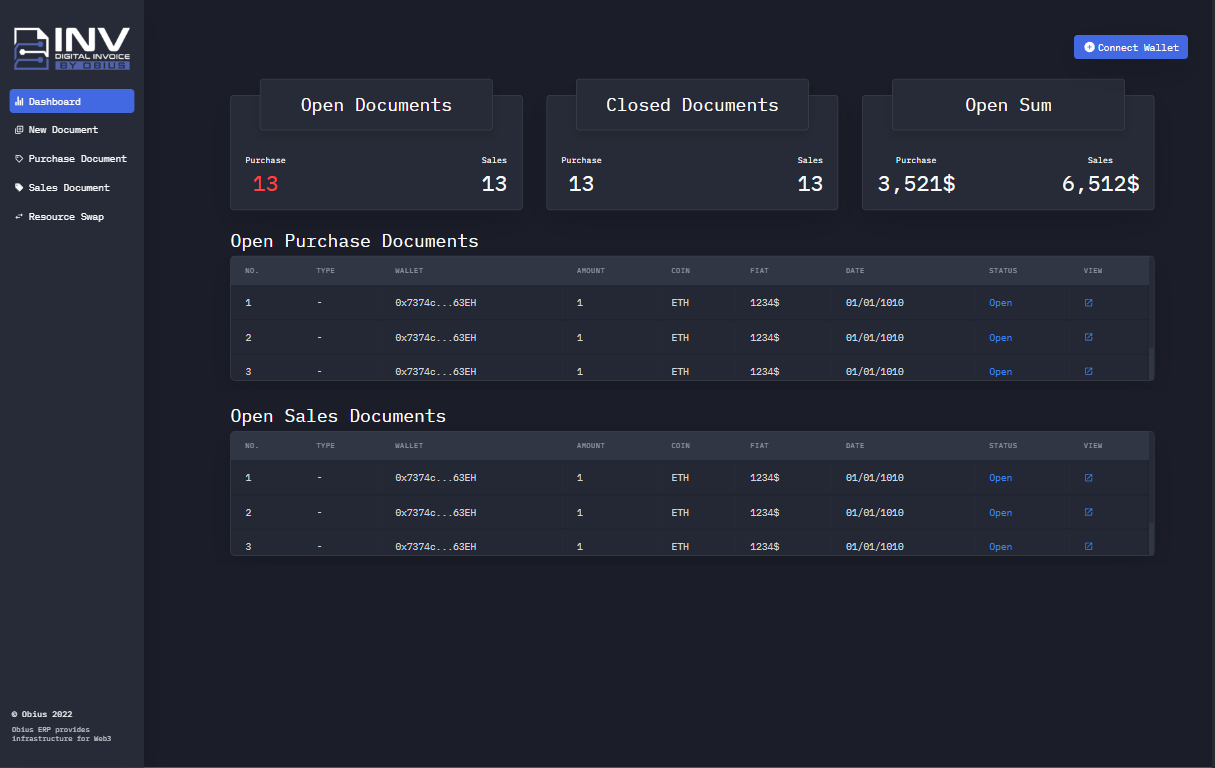 INV
DIGITAL INVOICE
BY OBIUS
Connect Wallet
Dashboard
New Document
Purchase Document
Sales Document
Resource Swap
Open Documents
Purchase Sales
13 13
Closed Documents
Purchase Sales
13 13
Open Sum
Purchase Sales
3,521$ 6,512$
Open Purchase Documents
NO. TYPE WALLET AMOUNT COIN FIAT DATE STATUS VIEW
1 - 0x7374c...63EH 1 ETH 1234$ 01/01/1010 Open
2 - 0x7374c...63EH 1 ETH 1234$ 01/01/1010 Open
3 - 0x7374c...63EH 1 ETH 1234$ 01/01/1010 Open
Open Sales Documents
NO. TYPE WALLET AMOUNT COIN FIAT DATE STATUS VIEW
1 - 0x7374c...63EH 1 ETH 1234$ 01/01/1010 Open
2 - 0x7374c...63EH 1 ETH 1234$ 01/01/1010 Open
3 - 0x7374c...63EH 1 ETH 1234$ 01/01/1010 Open
© Obius 2022
Obius ERP provides
infrastructure for Web3